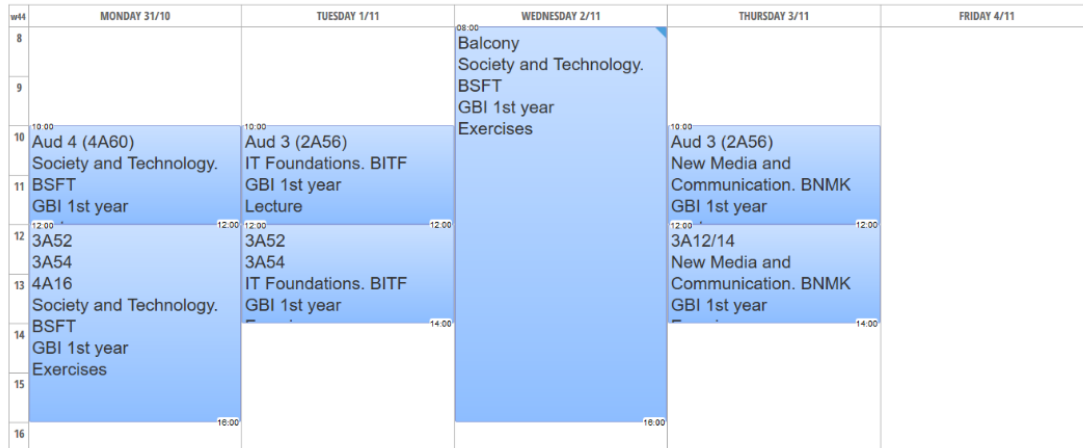 w44
MONDAY 31/10
TUESDAY 1/11
WEDNESDAY 2/11
THURSDAY 3/11
FRIDAY 4/11
8
9
10
11
12
13
14
15
16
10:00
Aud 4 (4A60)
Society and Technology.
BSFT
GBI 1st year
12:00
12:00
3A52
3A54
4A16
Society and Technology.
BSFT
GBI 1st year
Exercises
16:00
10:00
Aud 3 (2A56)
IT Foundations. BITF
GBI 1st year
Lecture
12:00
12:00
3A52
3A54
IT Foundations. BITF
GBI 1st year
14:00
08:00
Balcony
Society and Technology.
BSFT
GBI 1st year
Exercises
16:00
10:00
Aud 3 (2A56)
New Media and
Communication. BNMK
GBI 1st year
12:00
12:00
3A12/14
New Media and
Communication. BNMK
GBI 1st year
14:00